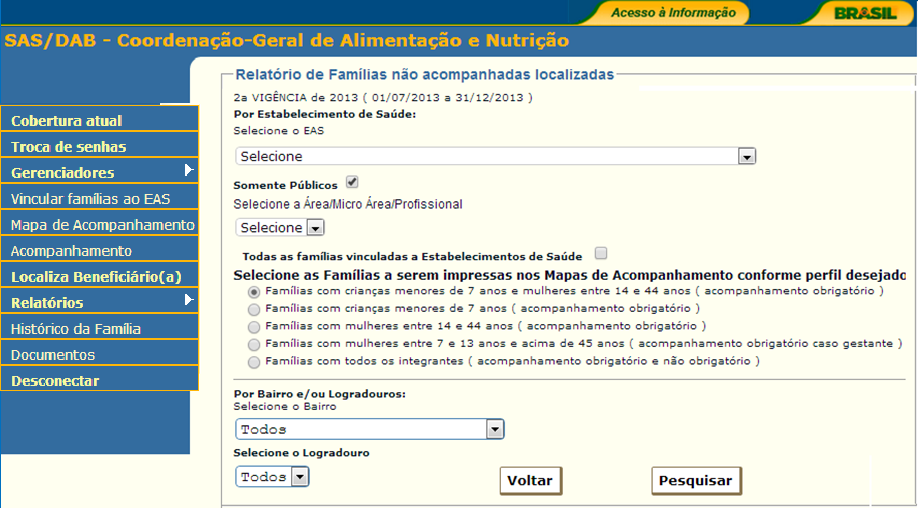 Acesso à Informação
BRASIL
SAS/DAB - Coordenação-Geral de Alimentação e Nutrição
Cobertura atual
Troca de senhas
Gerenciadores
Vincular famílias ao EAS
Mapa de Acompanhamento
Acompanhamento
Localiza Beneficiário(a)
Relatórios
Histórico da Família
Documentos
Desconectar
Relatório de Famílias não acompanhadas localizadas
2a VIGÊNCIA de 2013 ( 01/07/2013 a 31/12/2013 )
Por Estabelecimento de Saúde:
Selecione o EAS
Selecione
Somente Públicos
Selecione a Área/Micro Área/Profissional
Selecione
Todas as famílias vinculadas a Estabelecimentos de Saúde
Selecione as Famílias a serem impressas nos Mapas de Acompanhamento conforme perfil desejado
Famílias com crianças menores de 7 anos e mulheres entre 14 e 44 anos ( acompanhamento obrigatório )
Famílias com crianças menores de 7 anos ( acompanhamento obrigatório )
Famílias com mulheres entre 14 e 44 anos ( acompanhamento obrigatório )
Famílias com mulheres entre 7 e 13 anos e acima de 45 anos ( acompanhamento obrigatório caso gestante )
Famílias com todos os integrantes ( acompanhamento obrigatório e não obrigatório )
Por Bairro e/ou Logradouros:
Selecione o Bairro
Todos
Selecione o Logradouro
Todos
Voltar
Pesquisar